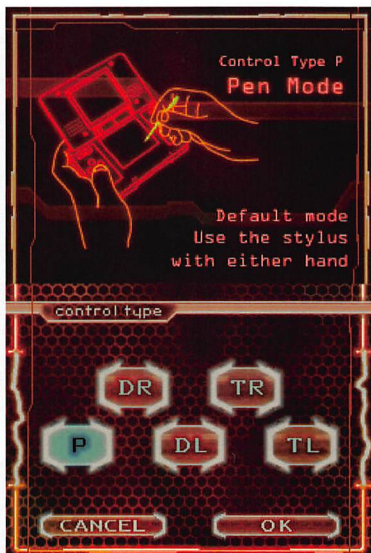 Control Type P
Pen Mode
Default mode
Use the stylus
with either hand
control type
DR
TR
P
DL
TL
CANCEL
OK